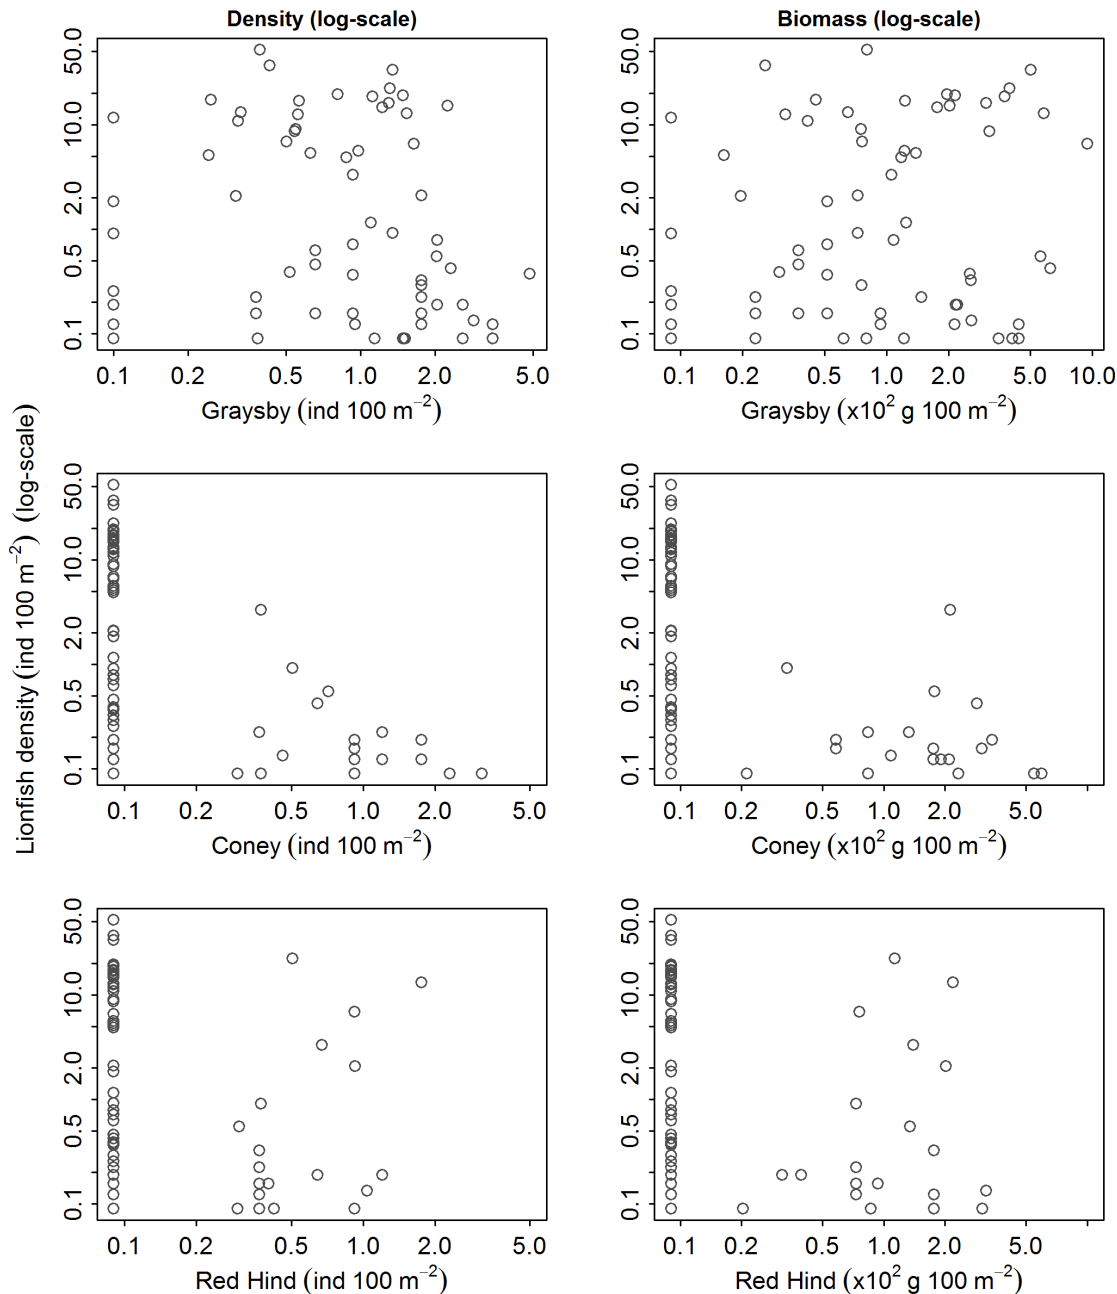 Density (log-scale)
Biomass (log-scale)
50.0
10.0
2.0
0.5
0.1
0.1 0.2 0.5 1.0 2.0 5.0
Graysby (ind 100 m⁻²)
50.0
10.0
2.0
0.5
0.1
0.1 0.2 0.5 1.0 2.0 5.0 10.0
Graysby (x10² g 100 m⁻²)
Lionfish density (ind 100 m⁻²) (log-scale)
50.0
10.0
2.0
0.5
0.1
0.1 0.2 0.5 1.0 2.0 5.0
Coney (ind 100 m⁻²)
50.0
10.0
2.0
0.5
0.1
0.1 0.2 0.5 1.0 2.0 5.0
Coney (x10² g 100 m⁻²)
50.0
10.0
2.0
0.5
0.1
0.1 0.2 0.5 1.0 2.0 5.0
Red Hind (ind 100 m⁻²)
50.0
10.0
2.0
0.5
0.1
0.1 0.2 0.5 1.0 2.0 5.0
Red Hind (x10² g 100 m⁻²)